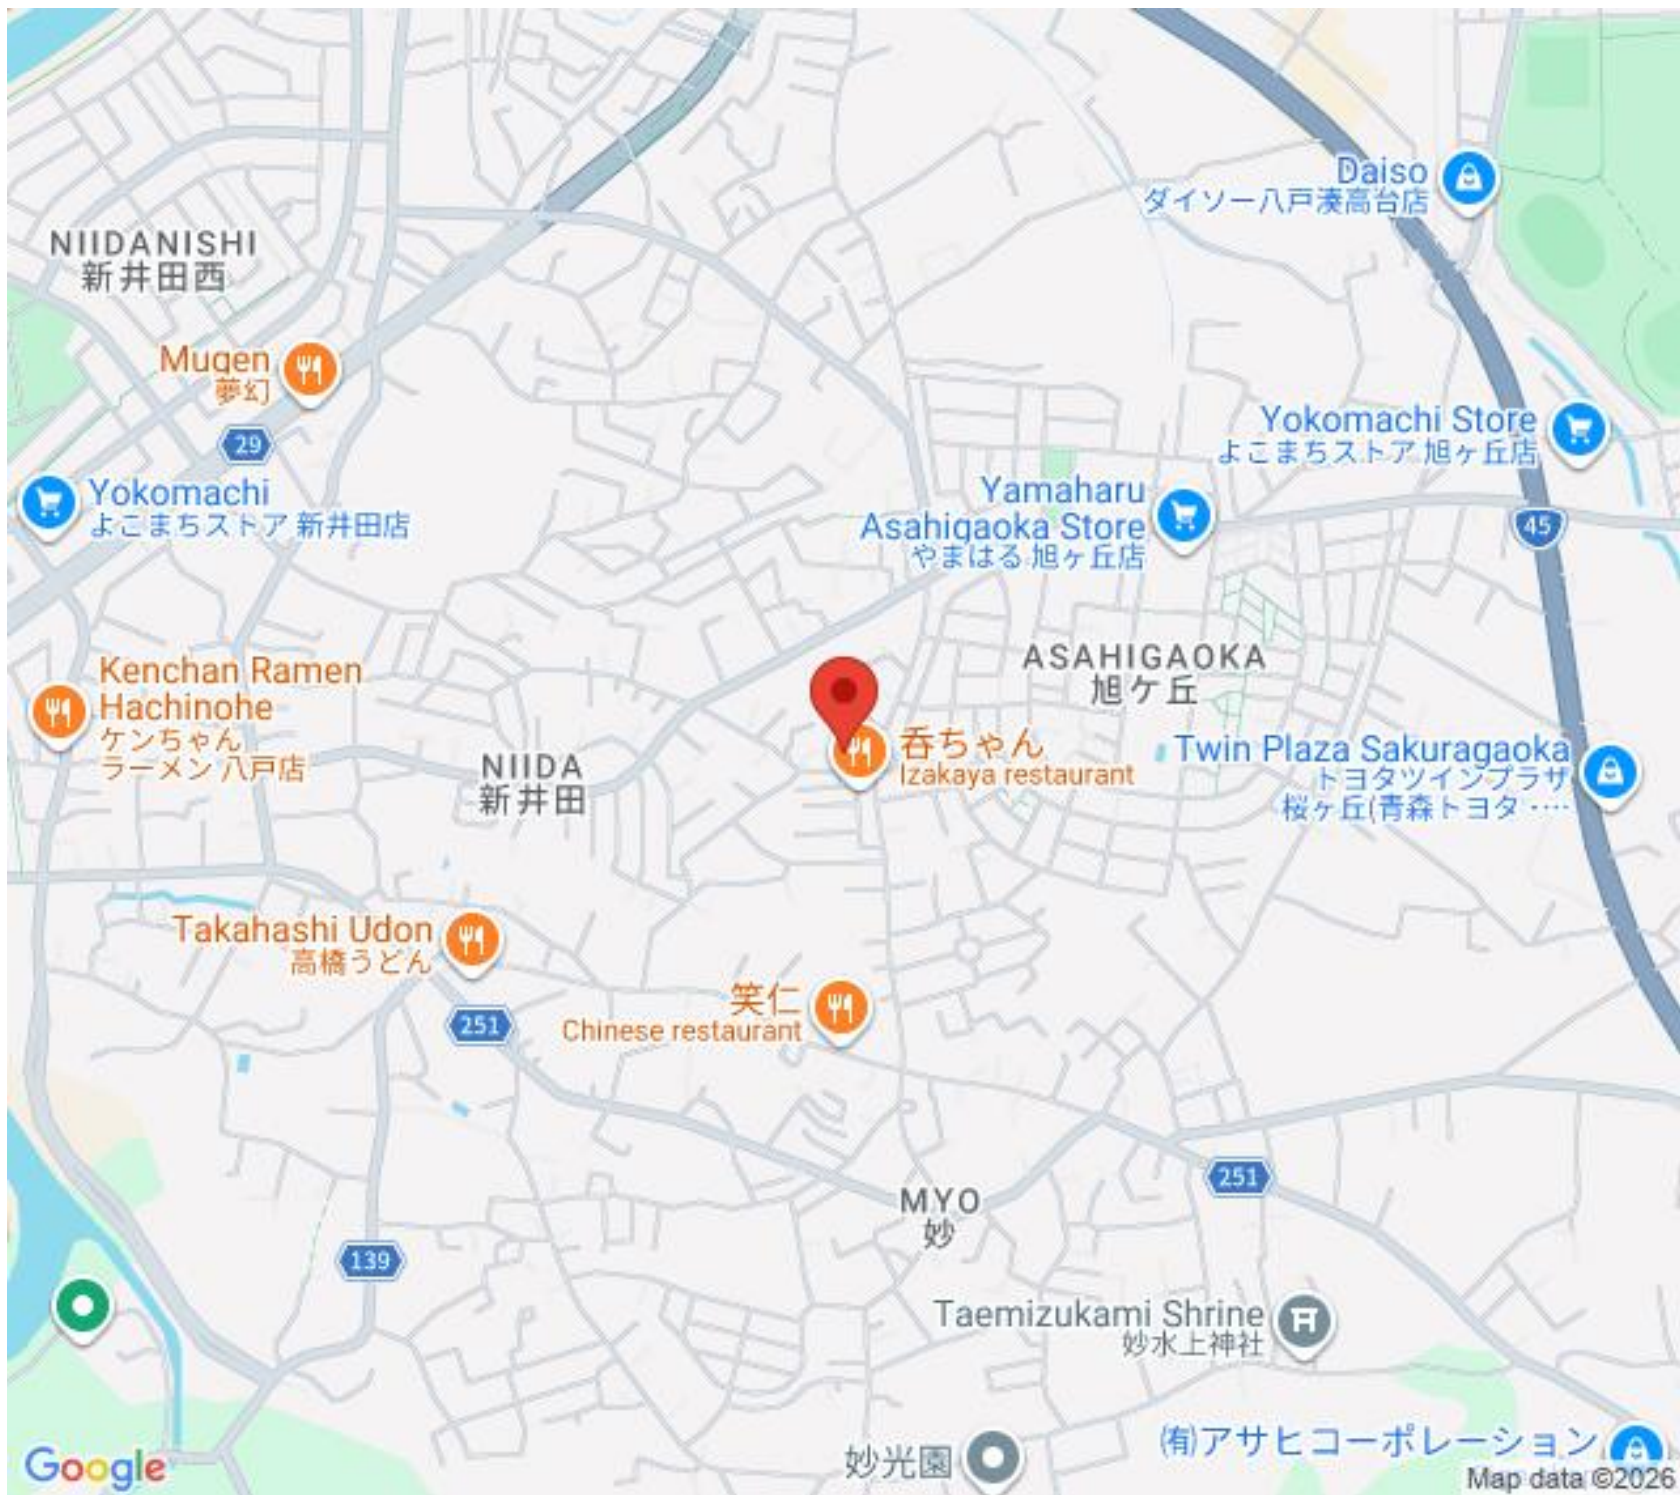 Daiso
ダイソー八戸湊高台店
NIIDANISHI
新井田西
Mugen
夢幻
29
Yokomachi Store
よこまちストア 旭ヶ丘店
Yokomachi
よこまちストア 新井田店
Yamaharu
Asahigaoka Store
やまはる 旭ヶ丘店
45
Kenchan Ramen
Hachinohe
ケンちゃん
ラーメン 八戸店
ASAHIGAOKA
旭ケ丘
NIIDA
新井田
呑ちゃん
Izakaya restaurant
Twin Plaza Sakuragaoka
トヨタツインプラザ
桜ヶ丘(青森トヨタ・…
Takahashi Udon
高橋うどん
251
笑仁
Chinese restaurant
251
MYO
妙
139
Taemizukami Shrine
妙水上神社
㈲アサヒコーポレーション
妙光園
Google
Map data ©2026